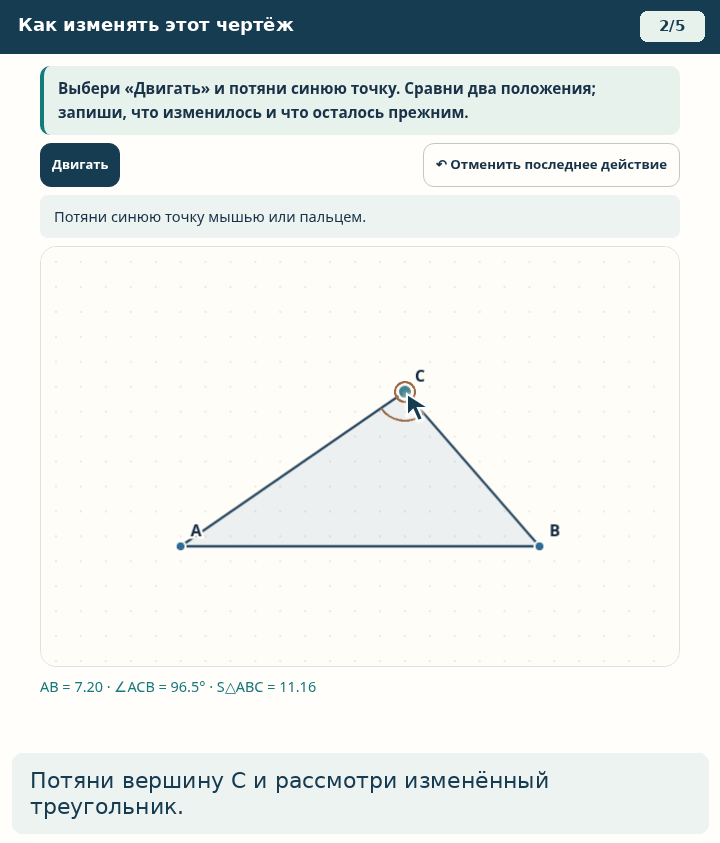 Как изменять этот чертёж
2/5
Выбери «Двигать» и потяни синюю точку. Сравни два положения;
запиши, что изменилось и что осталось прежним.
Двигать
↶ Отменить последнее действие
Потяни синюю точку мышью или пальцем.
C
A
B
AB = 7.20 · ∠ACB = 96.5° · S△ABC = 11.16
Потяни вершину C и рассмотри изменённый
треугольник.